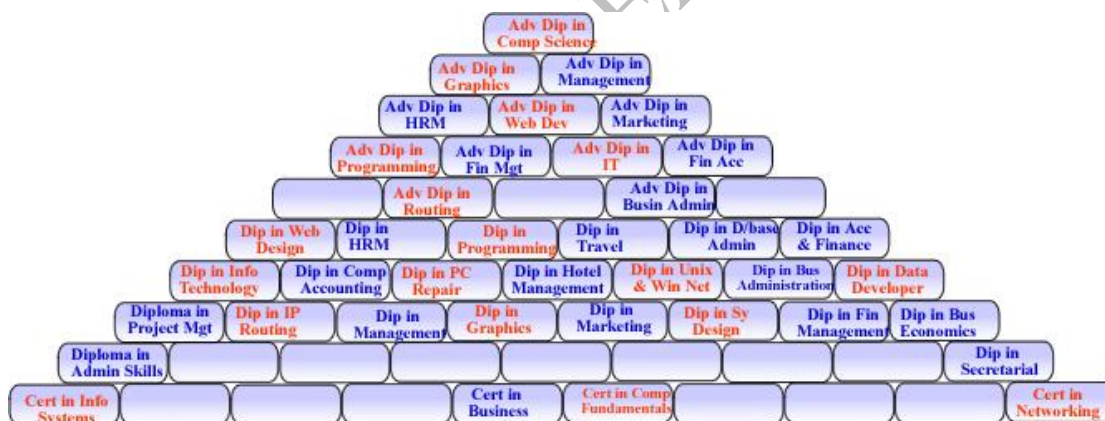 Adv Dip in
Comp Science
Adv Dip in
Graphics
Adv Dip in
Management
Adv Dip in
HRM
Adv Dip in
Web Dev
Adv Dip in
Marketing
Adv Dip in
Programming
Adv Dip in
Fin Mgt
Adv Dip in
IT
Adv Dip in
Fin Acc
Adv Dip in
Routing
Adv Dip in
Busin Admin
Dip in Web
Design
Dip in
HRM
Dip in
Programming
Dip in
Travel
Dip in D/base
Admin
Dip in Acc
& Finance
Dip in Info
Technology
Dip in Comp
Accounting
Dip in PC
Repair
Dip in Hotel
Management
Dip in Unix
& Win Net
Dip in Bus
Administration
Dip in Data
Developer
Diploma in
Project Mgt
Dip in IP
Routing
Dip in
Management
Dip in
Graphics
Dip in
Marketing
Dip in Sy
Design
Dip in Fin
Management
Dip in Bus
Economics
Diploma in
Admin Skills
Dip in
Secretarial
Cert in Info
Systems
Cert in
Business
Cert in Comp
Fundamentals
Cert in
Networking